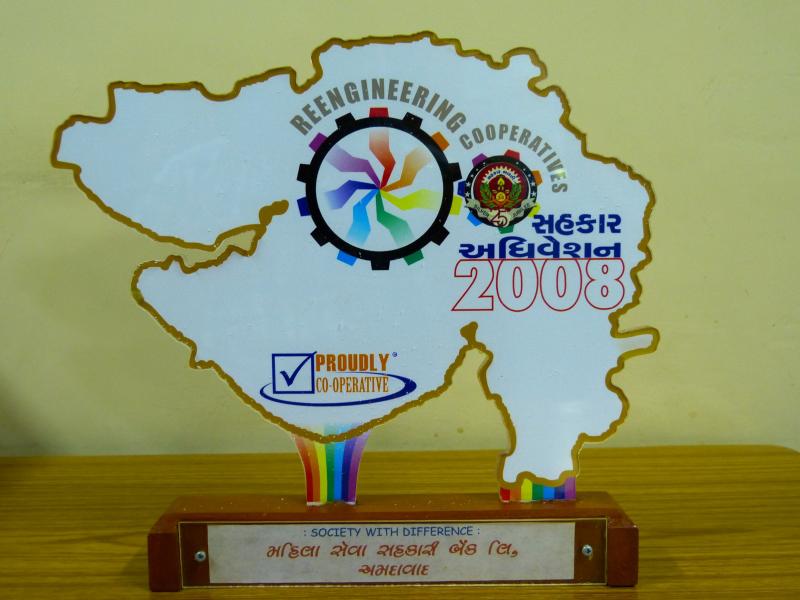 REENGINEERING
COOPERATIVES
સહકાર
અધિવેશન
2008
PROUDLY®
CO-OPERATIVE
: SOCIETY WITH DIFFERENCE :
મહિલા સેવા સહકારી બેંક લિ,
અમદાવાદ